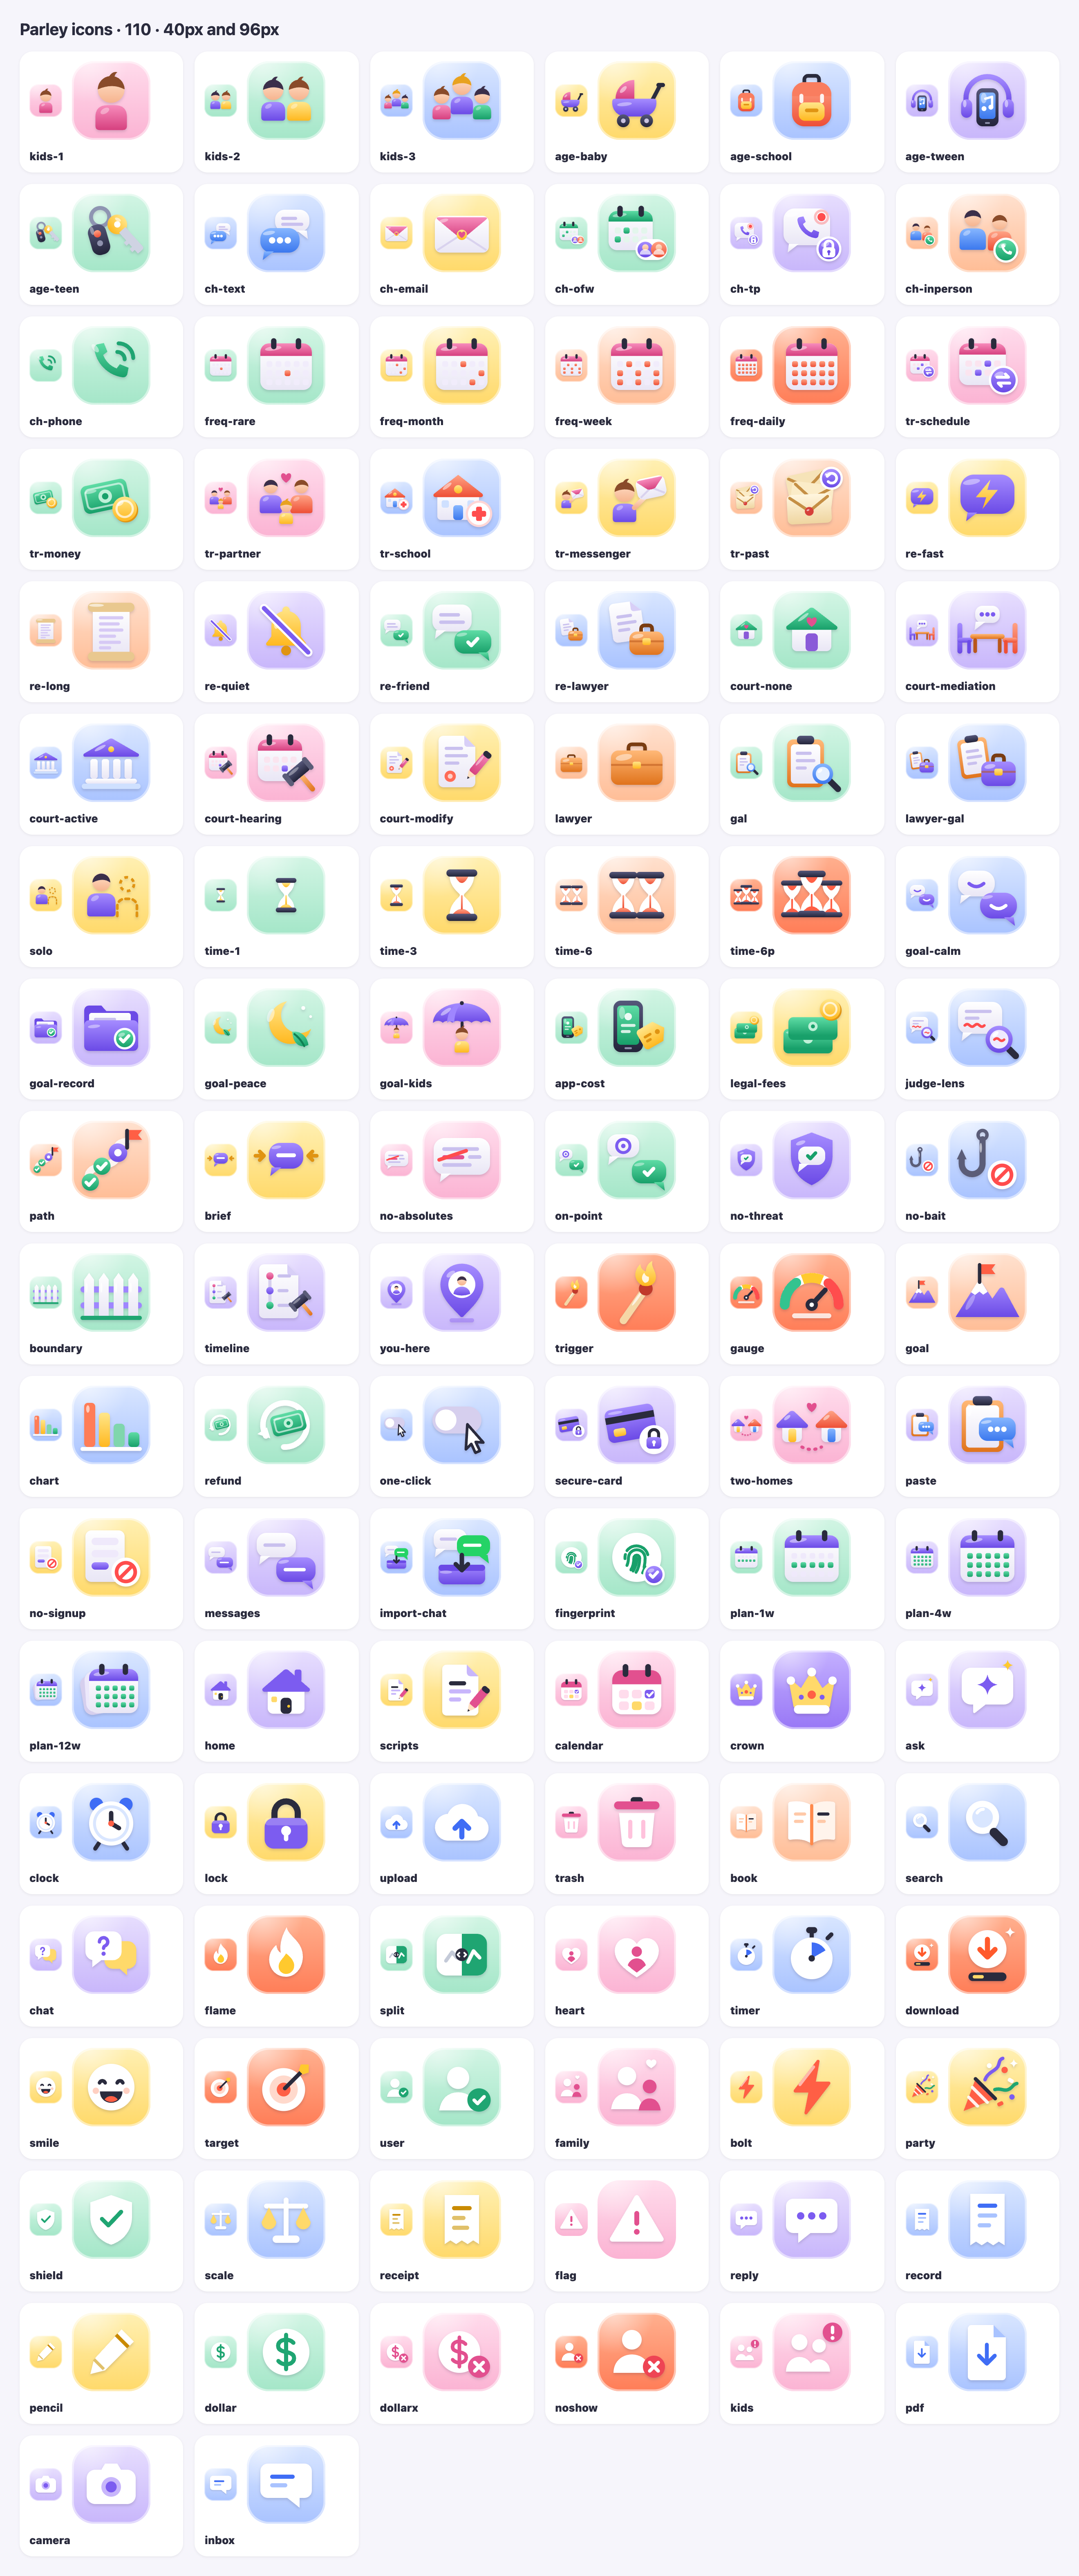 Parley icons · 110 · 40px and 96px
kids-1 kids-2 kids-3 age-baby age-school age-tween
age-teen ch-text ch-email ch-ofw ch-tp ch-inperson
ch-phone freq-rare freq-month freq-week freq-daily tr-schedule
tr-money tr-partner tr-school tr-messenger tr-past re-fast
re-long re-quiet re-friend re-lawyer court-none court-mediation
court-active court-hearing court-modify lawyer gal lawyer-gal
solo time-1 time-3 time-6 time-6p goal-calm
goal-record goal-peace goal-kids app-cost legal-fees judge-lens
path brief no-absolutes on-point no-threat no-bait
boundary timeline you-here trigger gauge goal
chart refund one-click secure-card two-homes paste
no-signup messages import-chat fingerprint plan-1w plan-4w
plan-12w home scripts calendar crown ask
clock lock upload trash book search
? ?
chat flame split heart timer download
smile target user family bolt party
! !
shield scale receipt flag reply record
$ $ $ $ ! !
pencil dollar dollarx noshow kids pdf
camera inbox